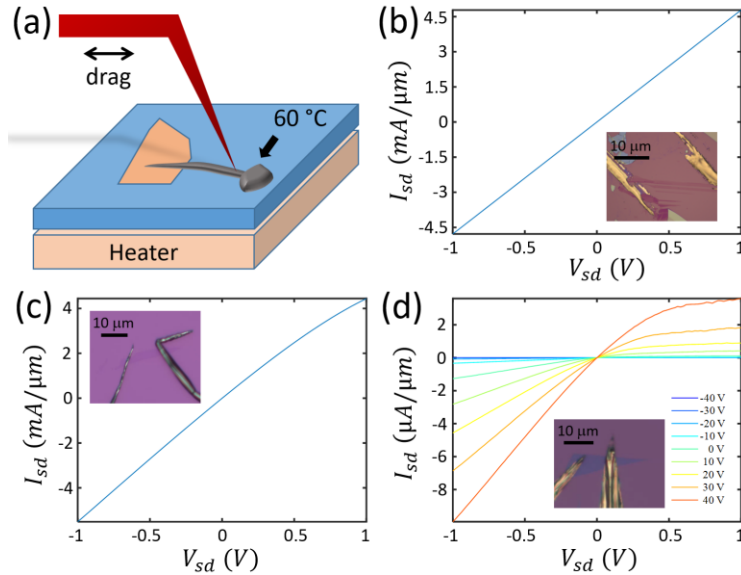 (a)
drag
60 °C
Heater
(b)
4.5
3
1.5
0
-1.5
-3
-4.5
I_sd (mA/μm)
10 μm
-1
-0.5
0
0.5
1
V_sd (V)
(c)
4
2
0
-2
-4
I_sd (mA/μm)
10 μm
-1
-0.5
0
0.5
1
V_sd (V)
(d)
2
0
-2
-4
-6
-8
I_sd (μA/μm)
10 μm
-40 V
-30 V
-20 V
-10 V
0 V
10 V
20 V
30 V
40 V
-1
-0.5
0
0.5
1
V_sd (V)